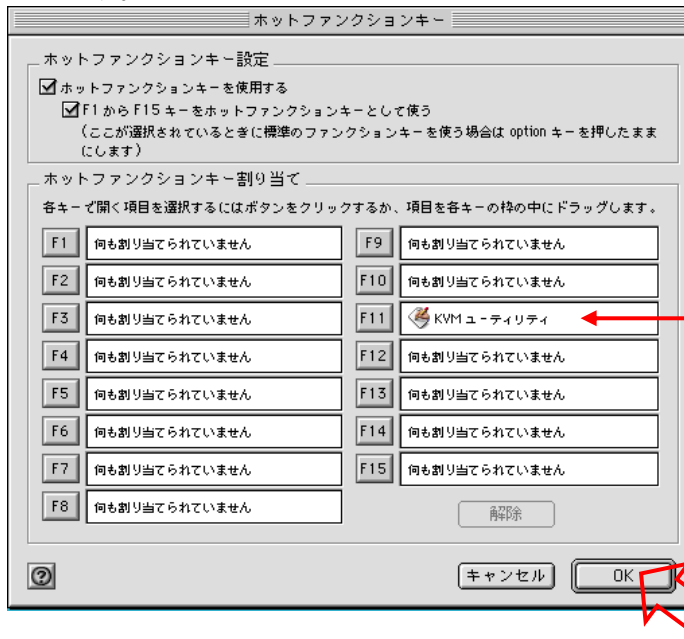 ホットファンクションキー
ホットファンクションキー設定
ホットファンクションキーを使用する
F1 から F15 キーをホットファンクションキーとして使う
(ここが選択されているときに標準のファンクションキーを使う場合は option キーを押したまま
にします)
ホットファンクションキー割り当て
各キーで開く項目を選択するにはボタンをクリックするか、項目を各キーの枠の中にドラッグします。
F1 何も割り当てられていません F9 何も割り当てられていません
F2 何も割り当てられていません F10 何も割り当てられていません
F3 何も割り当てられていません F11 KVM ユーティリティ
F4 何も割り当てられていません F12 何も割り当てられていません
F5 何も割り当てられていません F13 何も割り当てられていません
F6 何も割り当てられていません F14 何も割り当てられていません
F7 何も割り当てられていません F15 何も割り当てられていません
F8 何も割り当てられていません 解除
? キャンセル OK